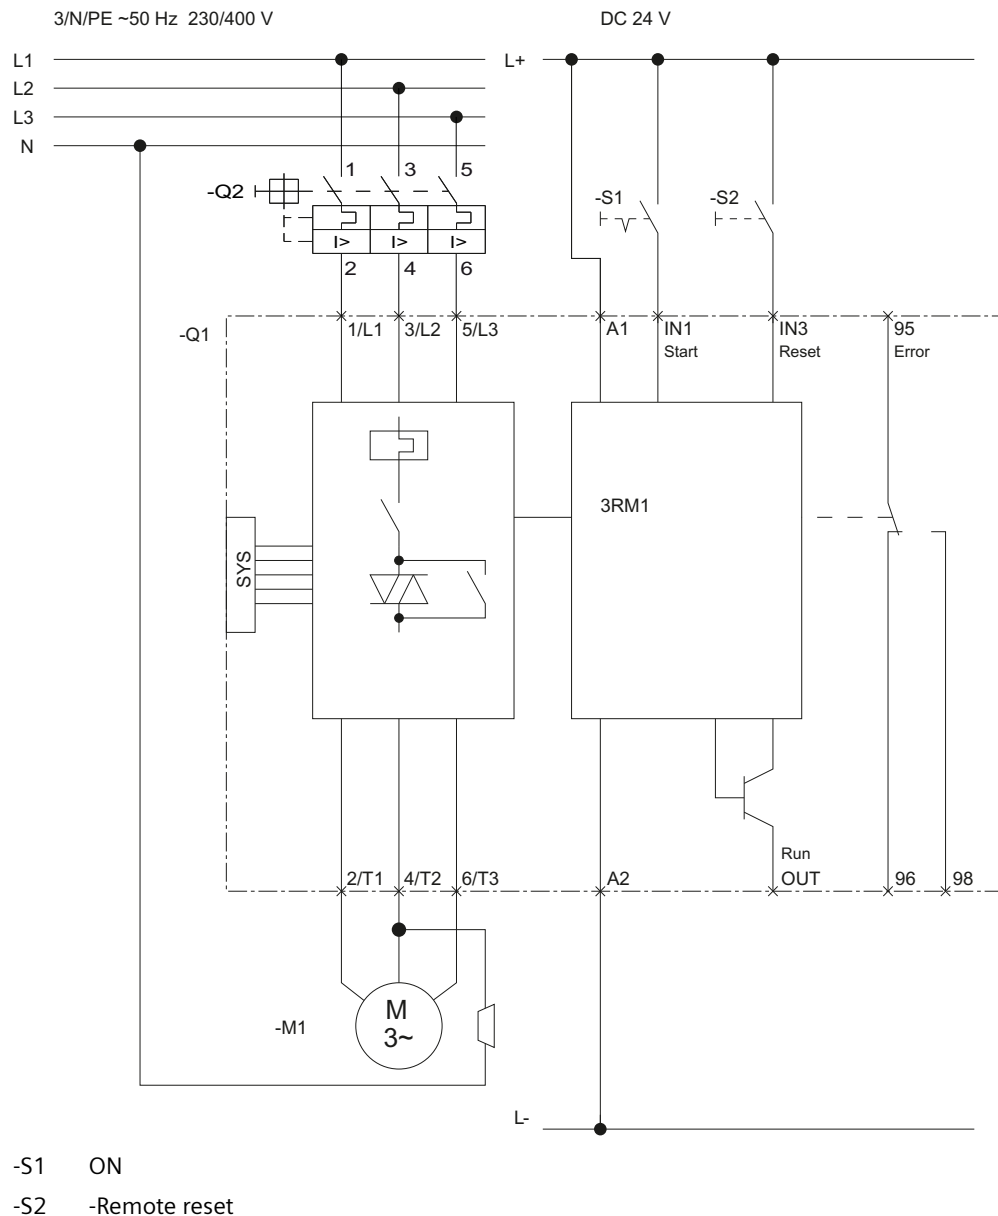 3/N/PE ~50 Hz 230/400 V
DC 24 V
L1
L2
L3
N
L+
1 3 5
-Q2
I> I> I>
2 4 6
-S1
-S2
-Q1
1/L1 3/L2 5/L3
A1
IN1
Start
IN3
Reset
95
Error
3RM1
SYS
Run
2/T1 4/T2 6/T3
A2
OUT
96
98
-M1
M
3~
L-
-S1 ON
-S2 -Remote reset